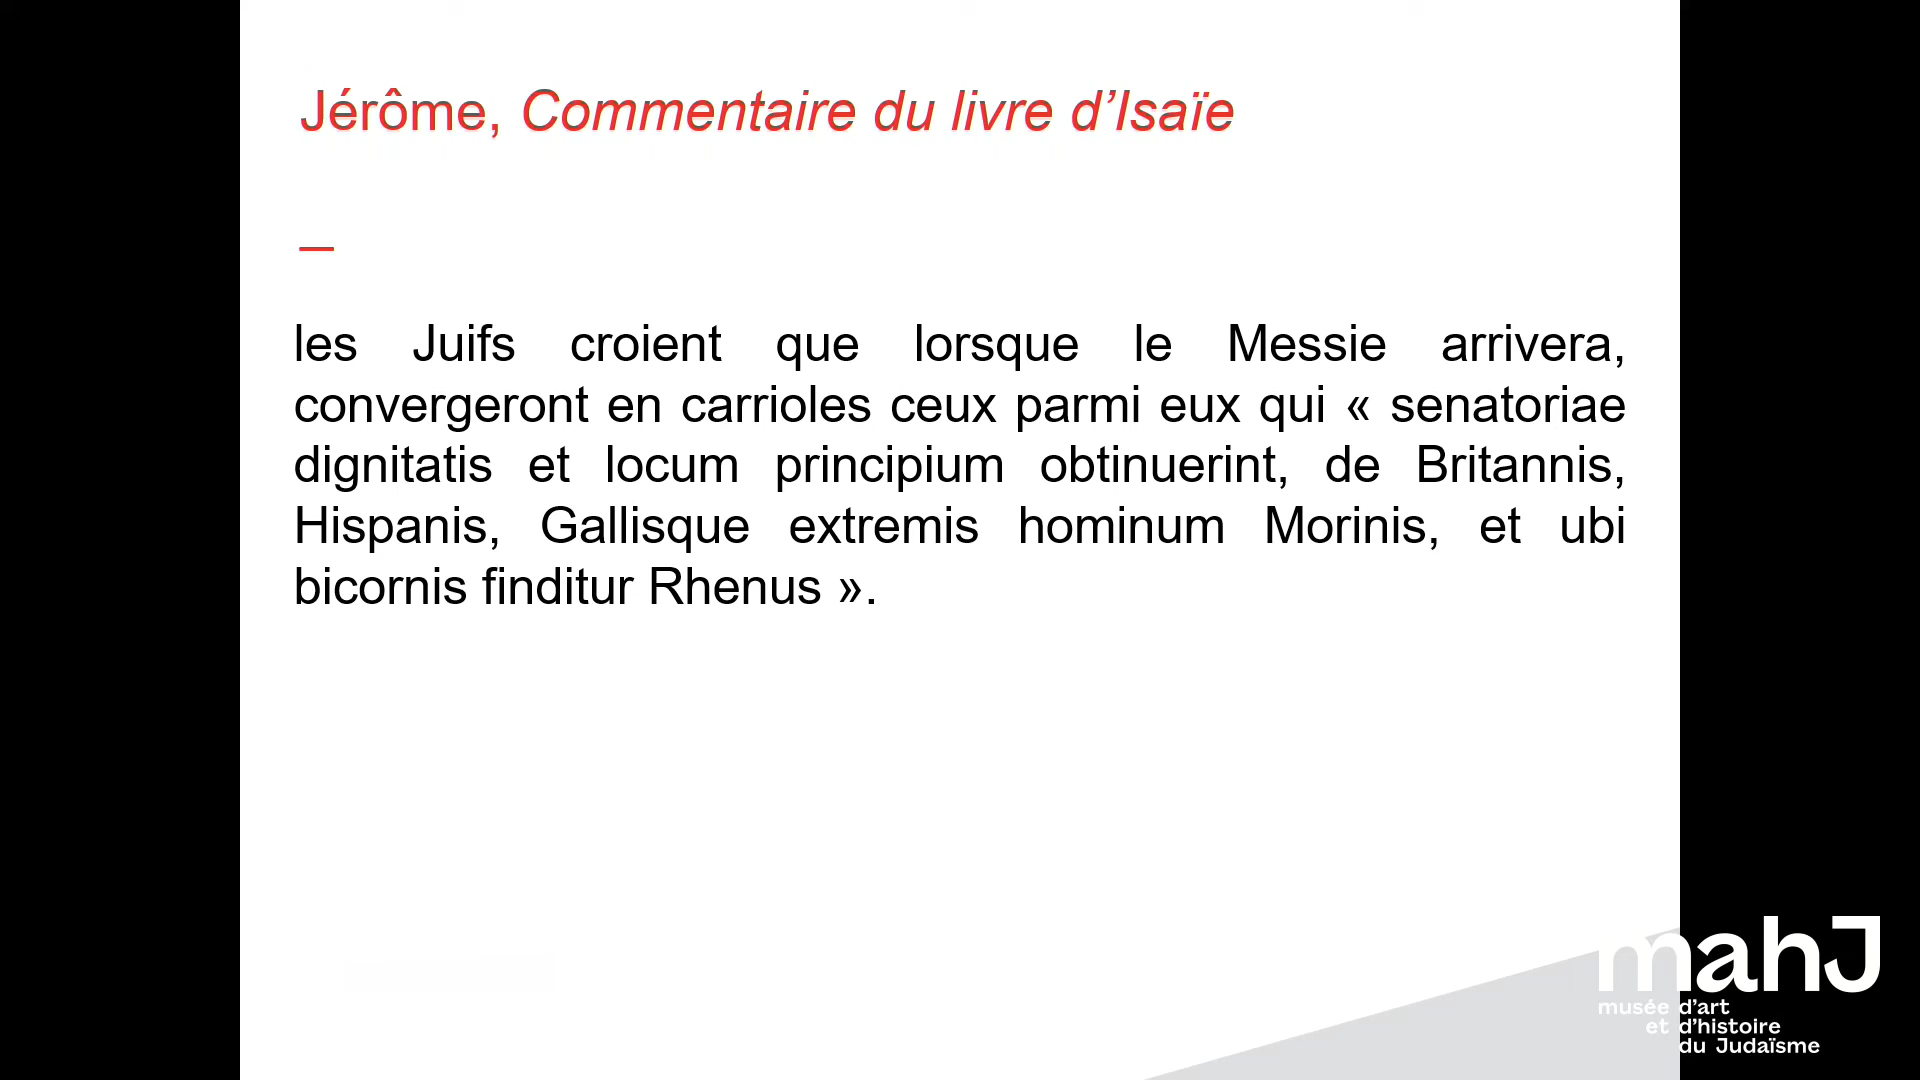 Jérôme, Commentaire du livre d’Isaïe
_
les Juifs croient que lorsque le Messie arrivera,
convergeront en carrioles ceux parmi eux qui « senatoriae
dignitatis et locum principium obtinuerint, de Britannis,
Hispanis, Gallisque extremis hominum Morinis, et ubi
bicornis finditur Rhenus ».
mahJ
musée d’art
et d’histoire
du Judaïsme